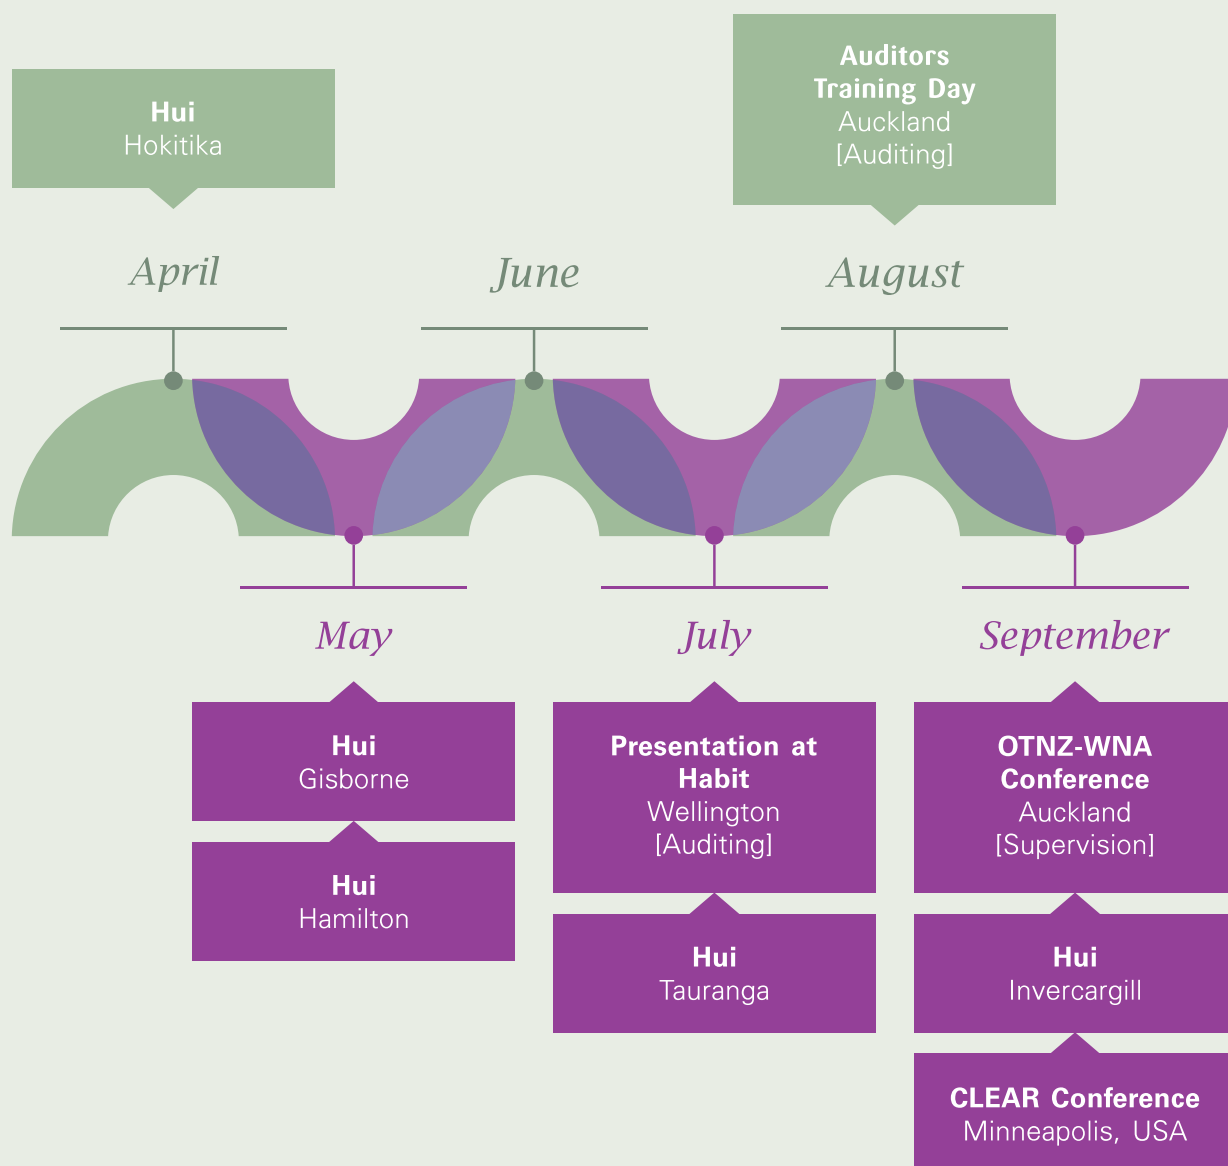 Hui
Hokitika
Auditors
Training Day
Auckland
[Auditing]
April
June
August
May
July
September
Hui
Gisborne
Hui
Hamilton
Presentation at
Habit
Wellington
[Auditing]
Hui
Tauranga
OTNZ-WNA
Conference
Auckland
[Supervision]
Hui
Invercargill
CLEAR Conference
Minneapolis, USA